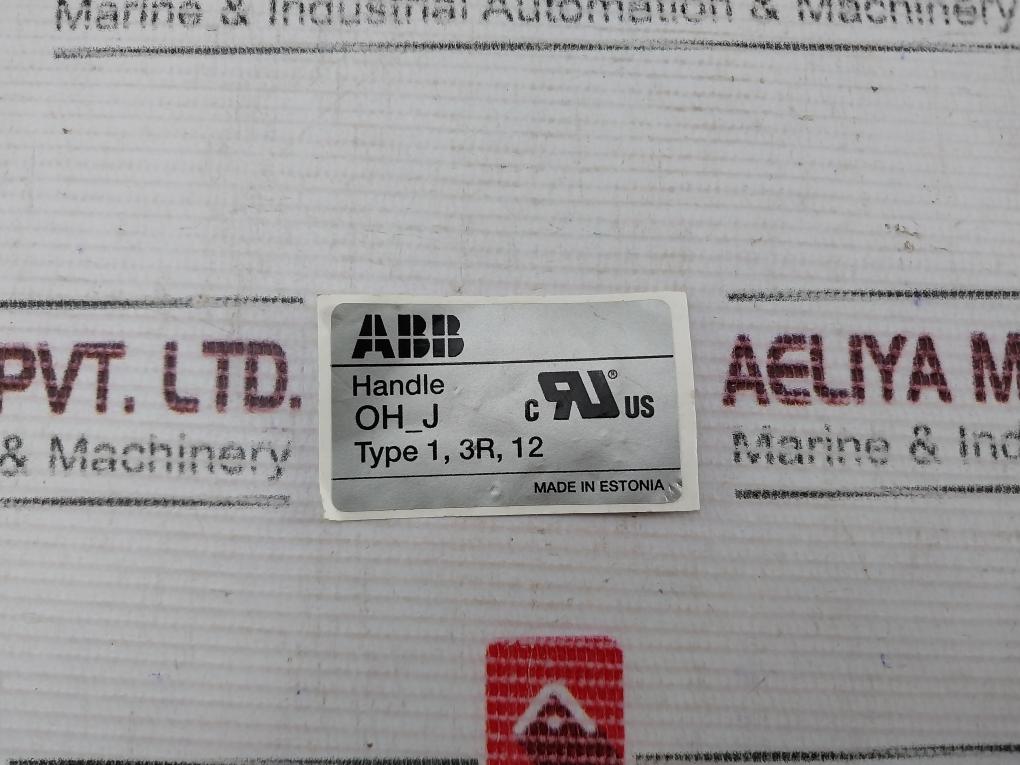 Marine & Industrial Automation & Machinery
PVT. LTD.
& Machinery
ABB
Handle
OH_J
Type 1, 3R, 12
C RU® US
MADE IN ESTONIA
AELIYA M
Marine & Ind